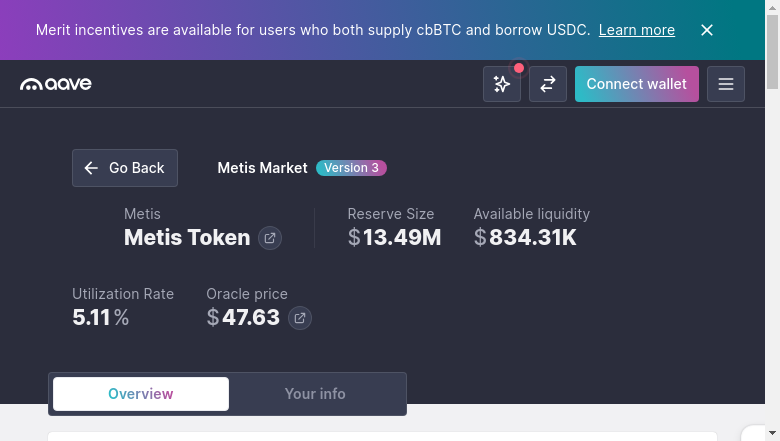 Merit incentives are available for users who both supply cbBTC and borrow USDC. Learn more
aave
Connect wallet
Go Back
Metis Market Version 3
Metis
Metis Token
Reserve Size
$13.49M
Available liquidity
$834.31K
Utilization Rate
5.11%
Oracle price
$47.63
Overview
Your info